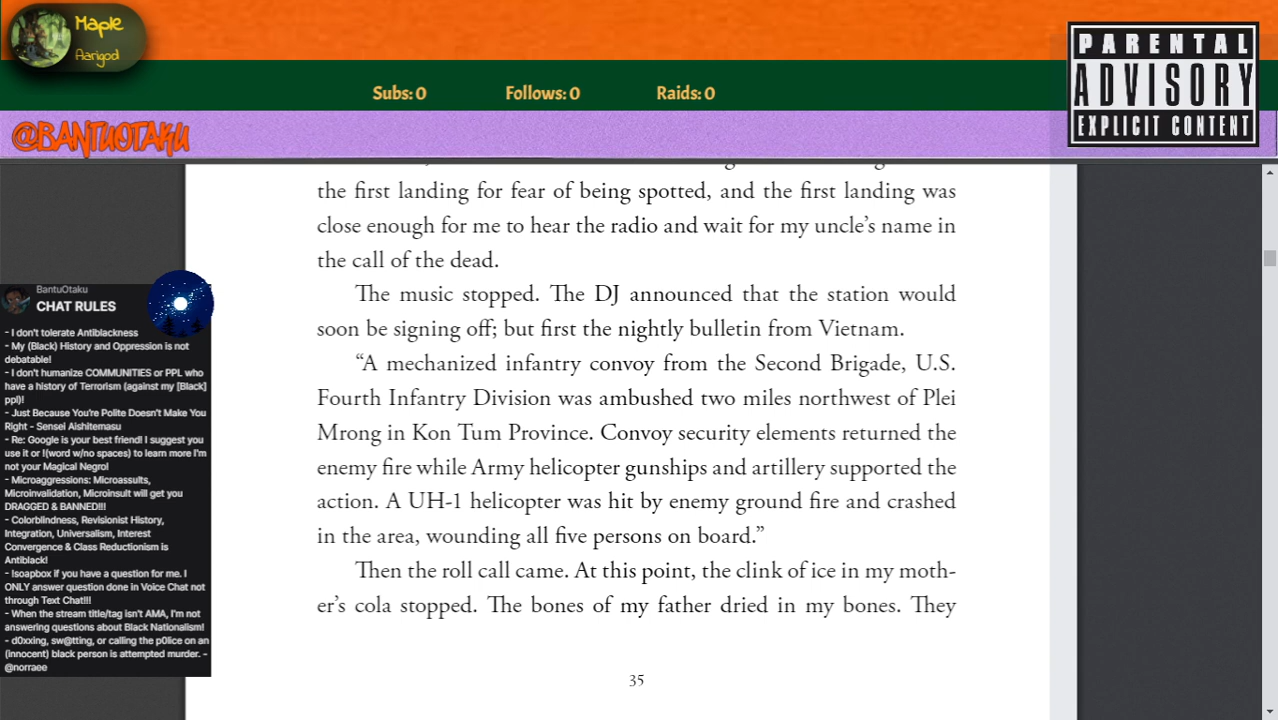 Maple
Aarigod
PARENTAL
ADVISORY
EXPLICIT CONTENT
Subs: 0
Follows: 0
Raids: 0
@BANTUOTAKU
the first landing for fear of being spotted, and the first landing was
close enough for me to hear the radio and wait for my uncle’s name in
the call of the dead.
The music stopped. The DJ announced that the station would
soon be signing off; but first the nightly bulletin from Vietnam.
“A mechanized infantry convoy from the Second Brigade, U.S.
Fourth Infantry Division was ambushed two miles northwest of Plei
Mrong in Kon Tum Province. Convoy security elements returned the
enemy fire while Army helicopter gunships and artillery supported the
action. A UH-1 helicopter was hit by enemy ground fire and crashed
in the area, wounding all five persons on board.”
Then the roll call came. At this point, the clink of ice in my moth-
er’s cola stopped. The bones of my father dried in my bones. They
35
BantuOtaku
CHAT RULES
- I don't tolerate Antiblackness
- My (Black) History and Oppression is not
debatable!
- I don't humanize COMMUNITIES or PPL who
have a history of Terrorism (against my [Black]
ppl)!
- Just Because You're Polite Doesn't Make You
Right - Sensei Aishitemasu
- Re: Google is your best friend! I suggest you
use it or !(word w/no spaces) to learn more I'm
not your Magical Negro!
- Microaggressions: Microassults,
Microinvalidation, Microinsult will get you
DRAGGED & BANNED!!!
- Colorblindness, Revisionist History,
Integration, Universalism, Interest
Convergence & Class Reductionism is
Antiblack!
- !soapbox if you have a question for me. I
ONLY answer question done in Voice Chat not
through Text Chat!!!
- When the stream title/tag isn't AMA, I'm not
answering questions about Black Nationalism!
- d0xxing, sw@tting, or calling the p0lice on an
(innocent) black person is attempted murder. -
@norraee